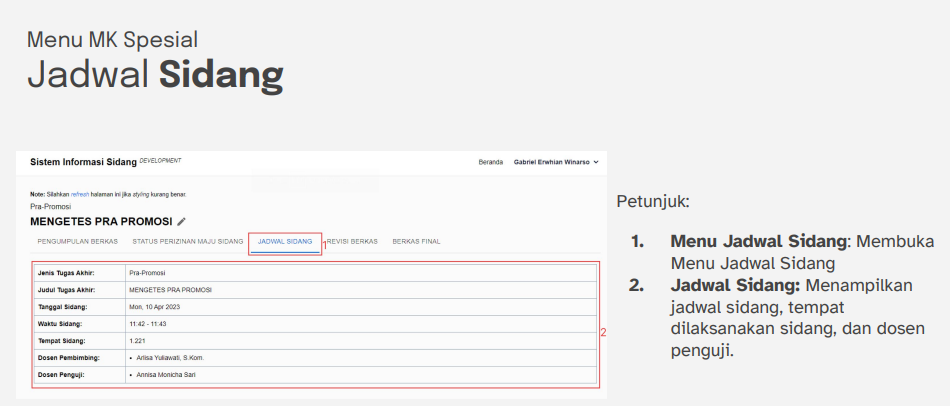 Menu MK Spesial
Jadwal Sidang
Sistem Informasi Sidang DEVELOPMENT
Beranda Gabriel Erwhian Winarso
Note: Silahkan refresh halaman ini jika styling kurang benar.
Pra-Promosi
MENGETES PRA PROMOSI
PENGUMPULAN BERKAS STATUS PERIZINAN MAJU SIDANG JADWAL SIDANG 1 REVISI BERKAS BERKAS FINAL
Jenis Tugas Akhir: Pra-Promosi
Judul Tugas Akhir: MENGETES PRA PROMOSI
Tanggal Sidang: Mon, 10 Apr 2023
Waktu Sidang: 11:42 - 11:43
Tempat Sidang: 1.221
Dosen Pembimbing: • Arlisa Yuliawati, S.Kom.
Dosen Penguji: • Annisa Monicha Sari
2
Petunjuk:
1. Menu Jadwal Sidang: Membuka
Menu Jadwal Sidang
2. Jadwal Sidang: Menampilkan
jadwal sidang, tempat
dilaksanakan sidang, dan dosen
penguji.